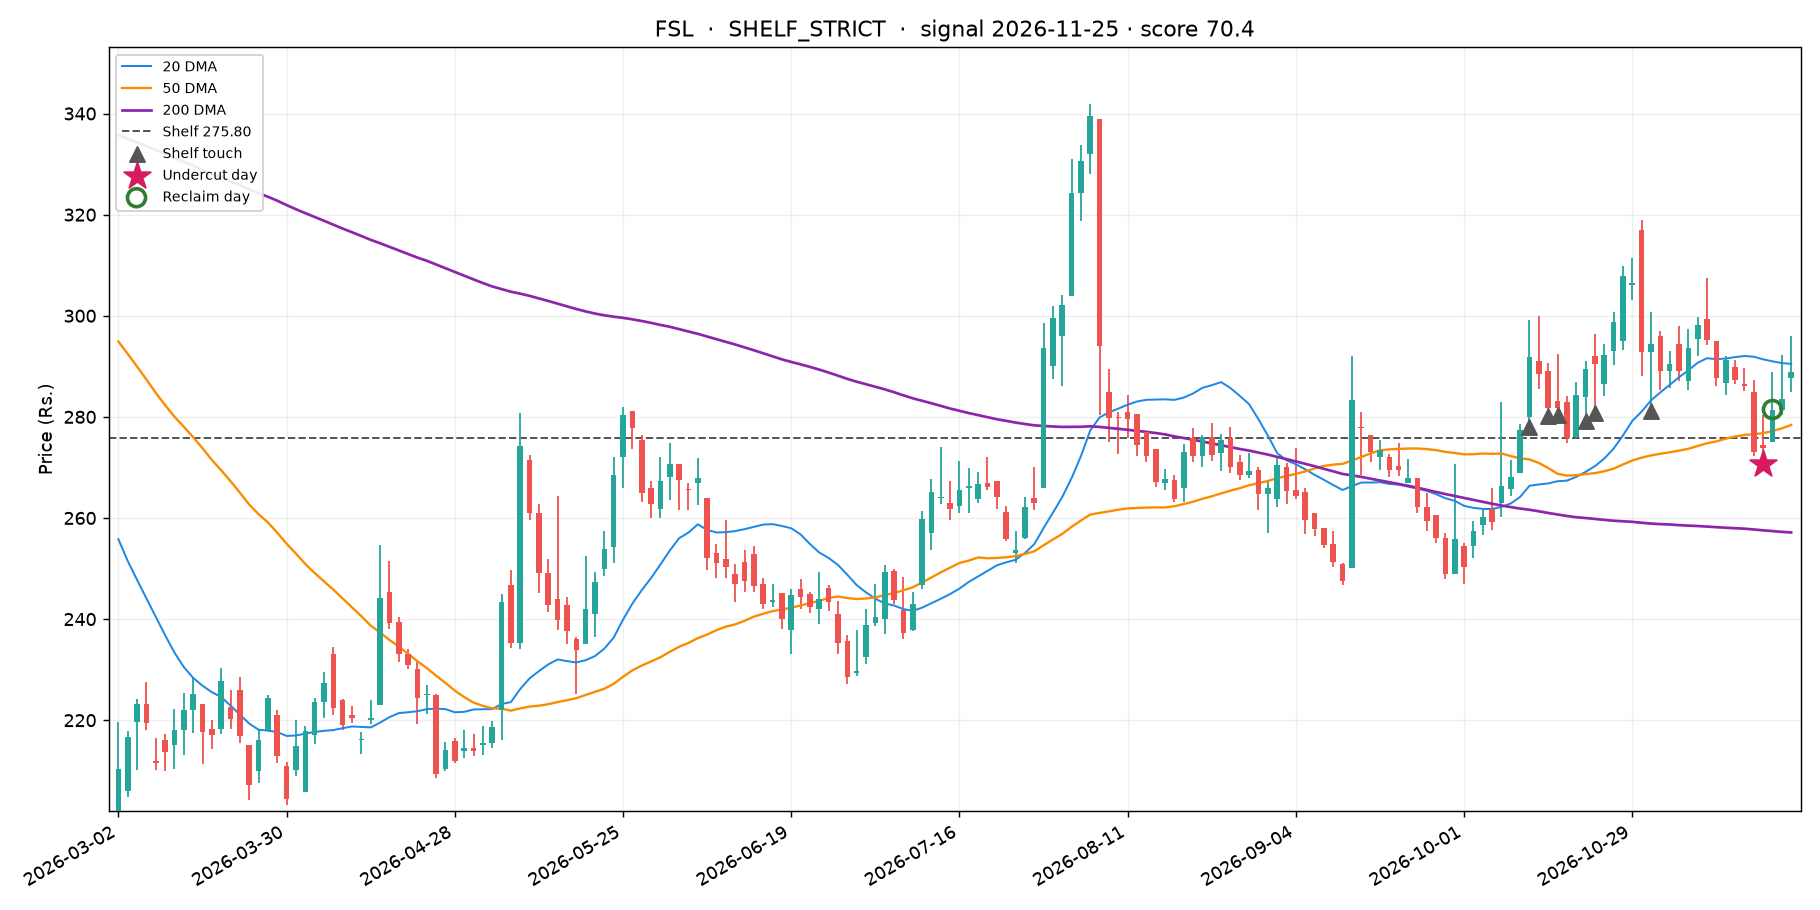 FSL · SHELF_STRICT · signal 2026-11-25 · score 70.4
20 DMA
50 DMA
200 DMA
Shelf 275.80
Shelf touch
Undercut day
Reclaim day
Price (Rs.)
340
320
300
280
260
240
220
2026-03-02
2026-03-30
2026-04-28
2026-05-25
2026-06-19
2026-07-16
2026-08-11
2026-09-04
2026-10-01
2026-10-29